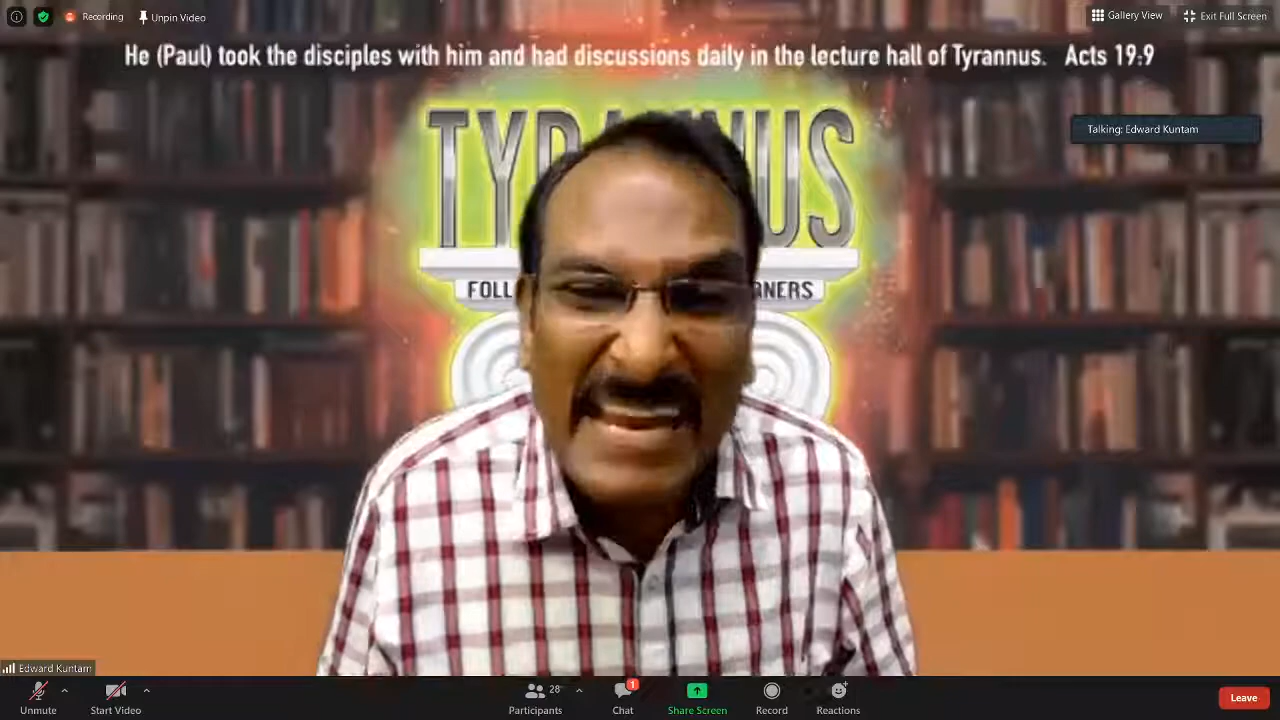 Recording
Unpin Video
Gallery View
Exit Full Screen
He (Paul) took the disciples with him and had discussions daily in the lecture hall of Tyrannus. Acts 19:9
Talking: Edward Kuntam
Edward Kuntam
Unmute
Start Video
28
Participants
1
Chat
Share Screen
Record
Reactions
Leave